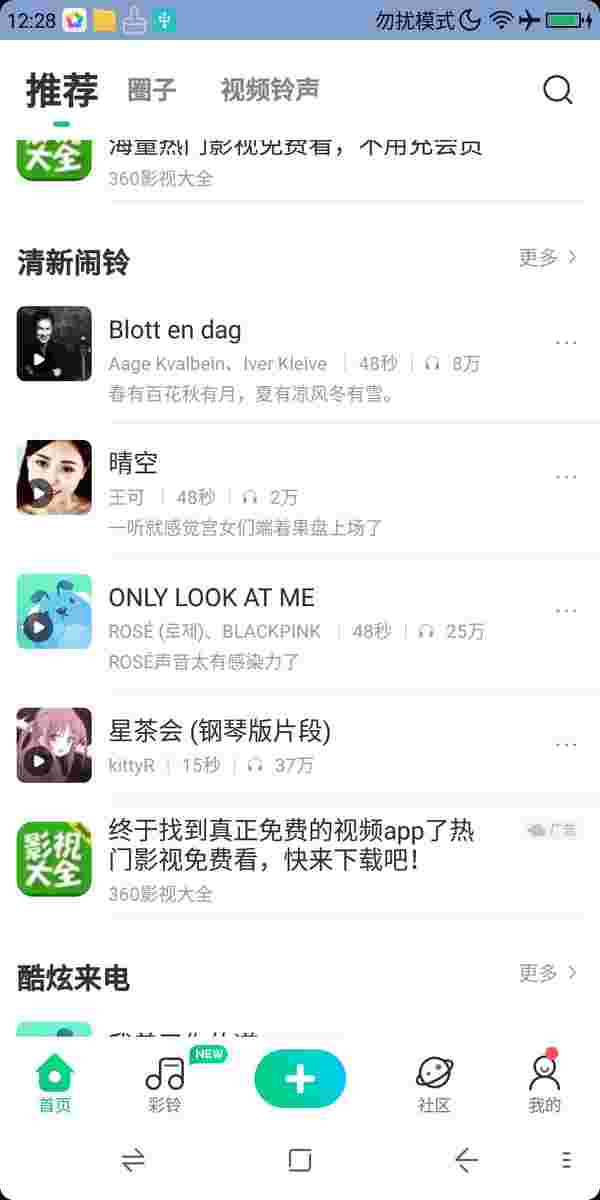 12:28
勿扰模式
推荐
圈子
视频铃声
大全
海量热门影视免费看，不用充会员
360影视大全
清新闹铃
更多
Blott en dag
Aage Kvalbein、Iver Kleive | 48秒 | 8万
春有百花秋有月，夏有凉风冬有雪。
晴空
王可 | 48秒 | 2万
一听就感觉宫女们端着果盘上场了
ONLY LOOK AT ME
ROSÉ (로제)、BLACKPINK | 48秒 | 25万
ROSÉ声音太有感染力了
星茶会 (钢琴版片段)
kittyR | 15秒 | 37万
影视
大全
终于找到真正免费的视频app了热
门影视免费看，快来下载吧！
广告
360影视大全
酷炫来电
更多
NEW
首页
彩铃
社区
我的